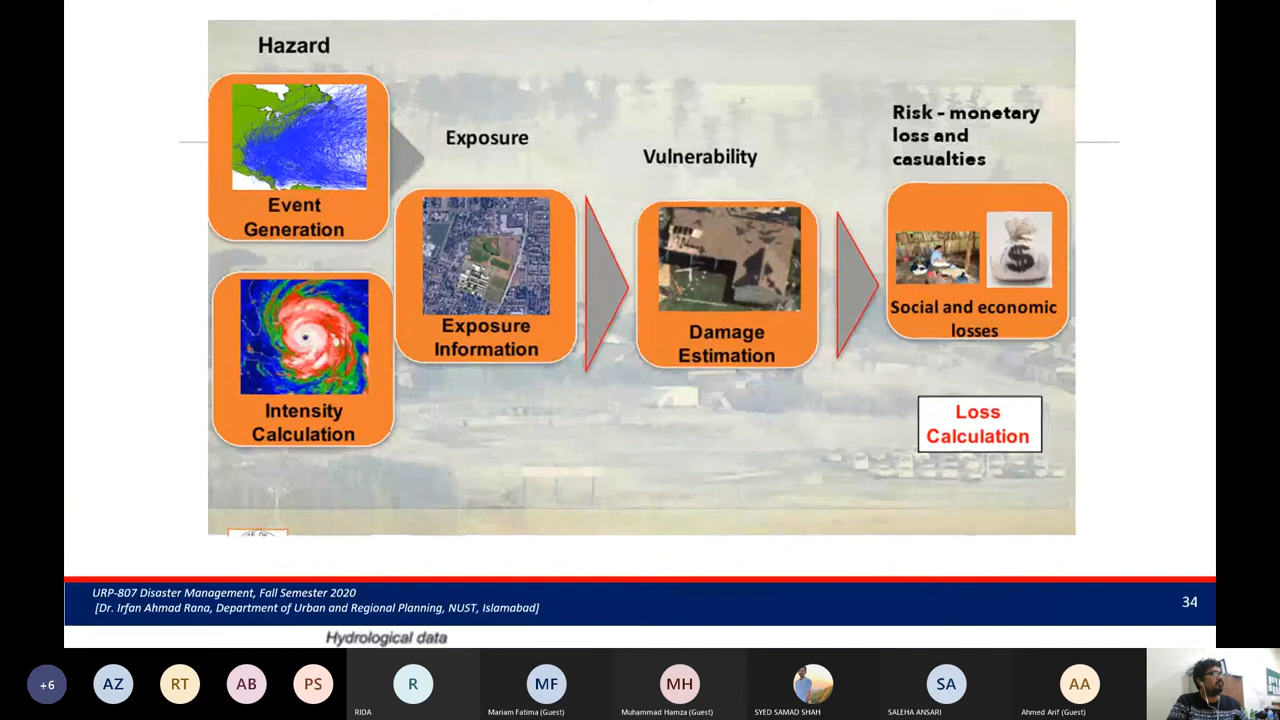 Hazard
Event
Generation
Intensity
Calculation
Exposure
Exposure
Information
Vulnerability
Damage
Estimation
Risk - monetary
loss and
casualties
$
Social and economic
losses
Loss
Calculation
URP-807 Disaster Management, Fall Semester 2020
[Dr. Irfan Ahmad Rana, Department of Urban and Regional Planning, NUST, Islamabad]
34
Hydrological data
+6
AZ
RT
AB
PS
R
RIDA
MF
Mariam Fatima (Guest)
MH
Muhammad Hamza (Guest)
SYED SAMAD SHAH
SA
SALEHA ANSARI
AA
Ahmed Arif (Guest)